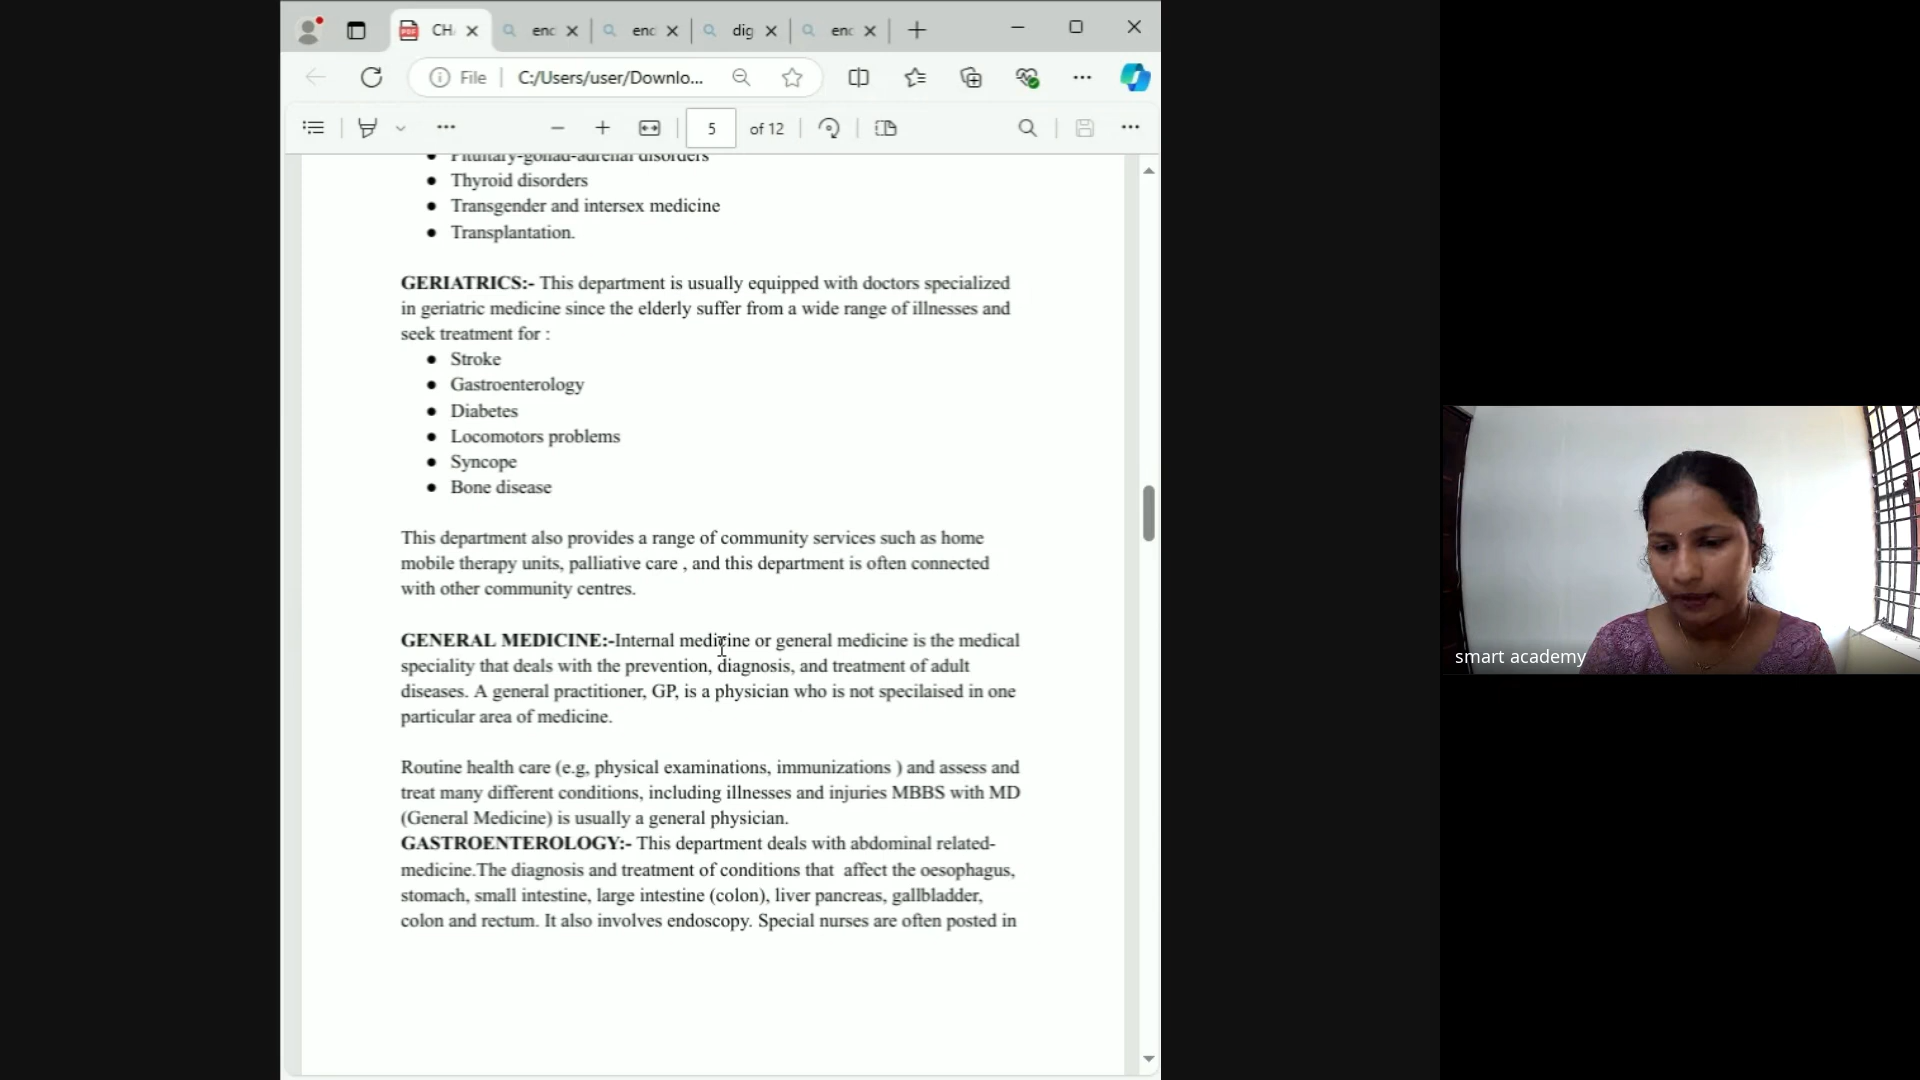 CH
enc
enc
dig
enc
File
C:/Users/user/Downlo...
5
of 12
Pituitary-gonad-adrenal disorders
Thyroid disorders
Transgender and intersex medicine
Transplantation.
GERIATRICS:- This department is usually equipped with doctors specialized
in geriatric medicine since the elderly suffer from a wide range of illnesses and
seek treatment for :
Stroke
Gastroenterology
Diabetes
Locomotors problems
Syncope
Bone disease
This department also provides a range of community services such as home
mobile therapy units, palliative care , and this department is often connected
with other community centres.
GENERAL MEDICINE:-Internal medicine or general medicine is the medical
speciality that deals with the prevention, diagnosis, and treatment of adult
diseases. A general practitioner, GP, is a physician who is not specilaised in one
particular area of medicine.
Routine health care (e.g, physical examinations, immunizations ) and assess and
treat many different conditions, including illnesses and injuries MBBS with MD
(General Medicine) is usually a general physician.
GASTROENTEROLOGY:- This department deals with abdominal related-
medicine.The diagnosis and treatment of conditions that affect the oesophagus,
stomach, small intestine, large intestine (colon), liver pancreas, gallbladder,
colon and rectum. It also involves endoscopy. Special nurses are often posted in
smart academy